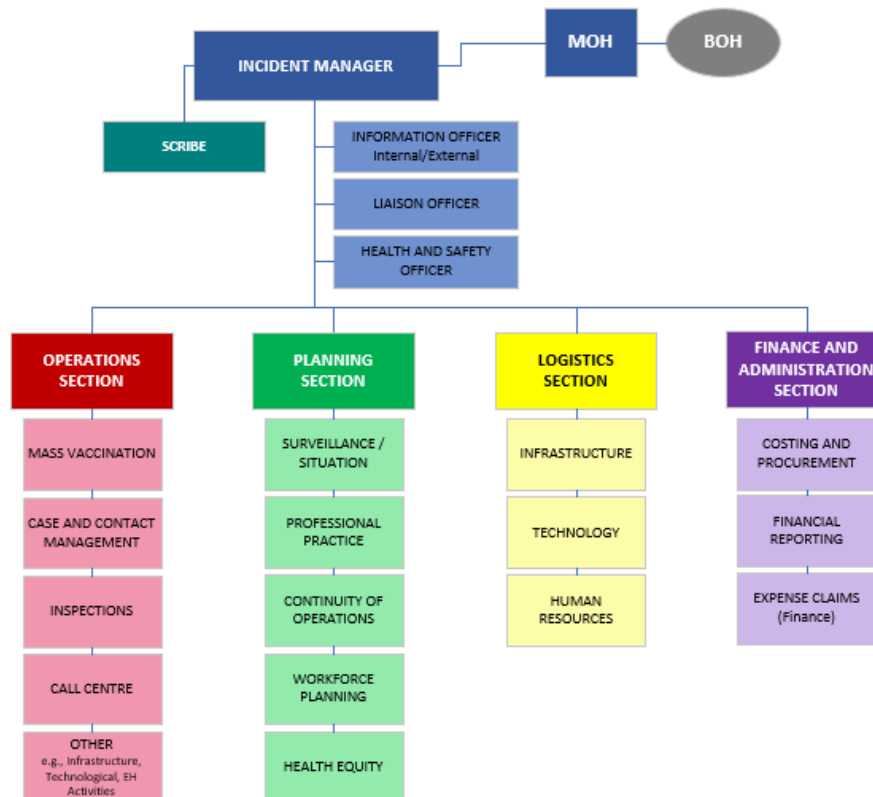 MOH
BOH
INCIDENT MANAGER
SCRIBE
INFORMATION OFFICER
Internal/External
LIAISON OFFICER
HEALTH AND SAFETY
OFFICER
OPERATIONS
SECTION
MASS VACCINATION
CASE AND CONTACT
MANAGEMENT
INSPECTIONS
CALL CENTRE
OTHER
e.g., Infrastructure,
Technological, EH
Activities
PLANNING
SECTION
SURVEILLANCE /
SITUATION
PROFESSIONAL
PRACTICE
CONTINUITY OF
OPERATIONS
WORKFORCE
PLANNING
HEALTH EQUITY
LOGISTICS
SECTION
INFRASTRUCTURE
TECHNOLOGY
HUMAN
RESOURCES
FINANCE AND
ADMINISTRATION
SECTION
COSTING AND
PROCUREMENT
FINANCIAL
REPORTING
EXPENSE CLAIMS
(Finance)